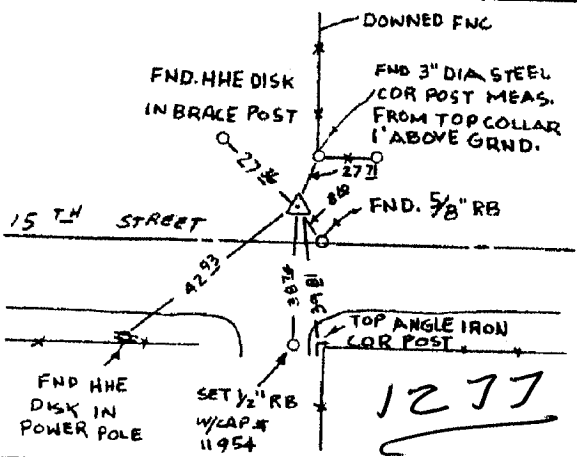 DOWNED FNC
FND. HHE DISK
IN BRACE POST
FND 3" DIA. STEEL
COR POST MEAS.
FROM TOP COLLAR
1' ABOVE GRND.
27 71
FND. 5/8" RB
15 TH STREET
42 93
39 81
TOP ANGLE IRON
COR POST
FND HHE
DISK IN
POWER POLE
SET 1/2" RB
W/CAP #
11954
1277